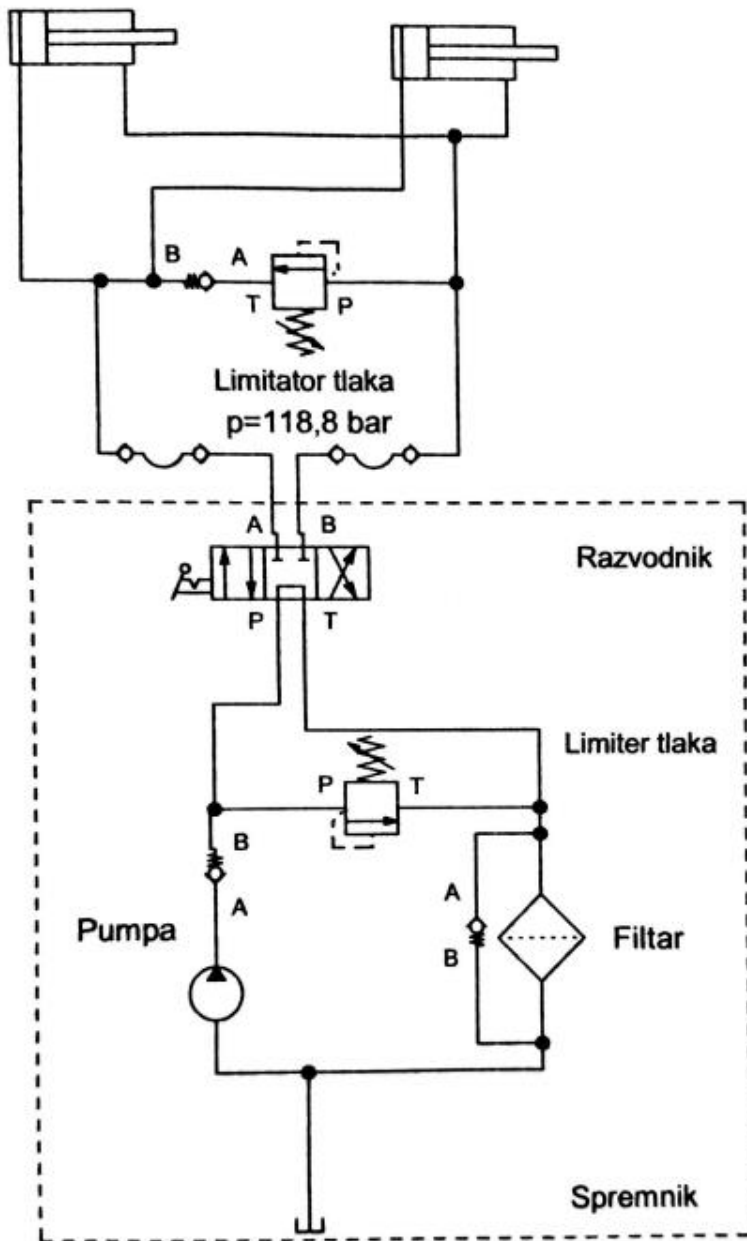 B A
T P
Limitator tlaka
p=118,8 bar
A B
Razvodnik
P T
Limiter tlaka
P T
B
A
A
Pumpa
Filtar
B
Spremnik